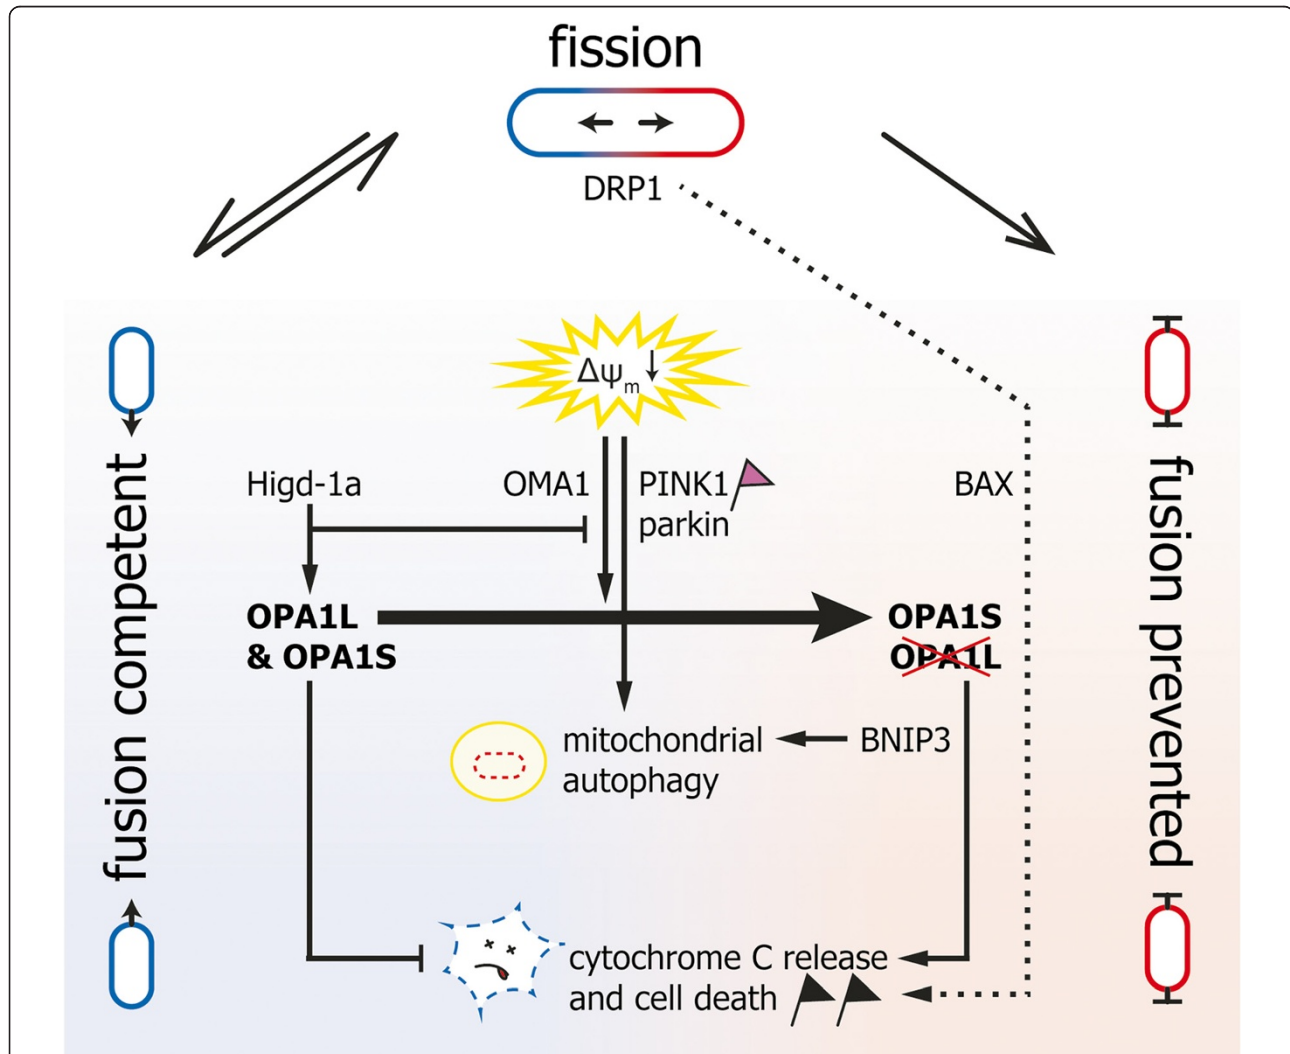 fission
DRP1
Δψm↓
Higd-1a
OMA1
PINK1
parkin
BAX
fusion competent
fusion prevented
OPA1L
& OPA1S
OPA1S
OPA1L
mitochondrial
autophagy
BNIP3
cytochrome C release
and cell death